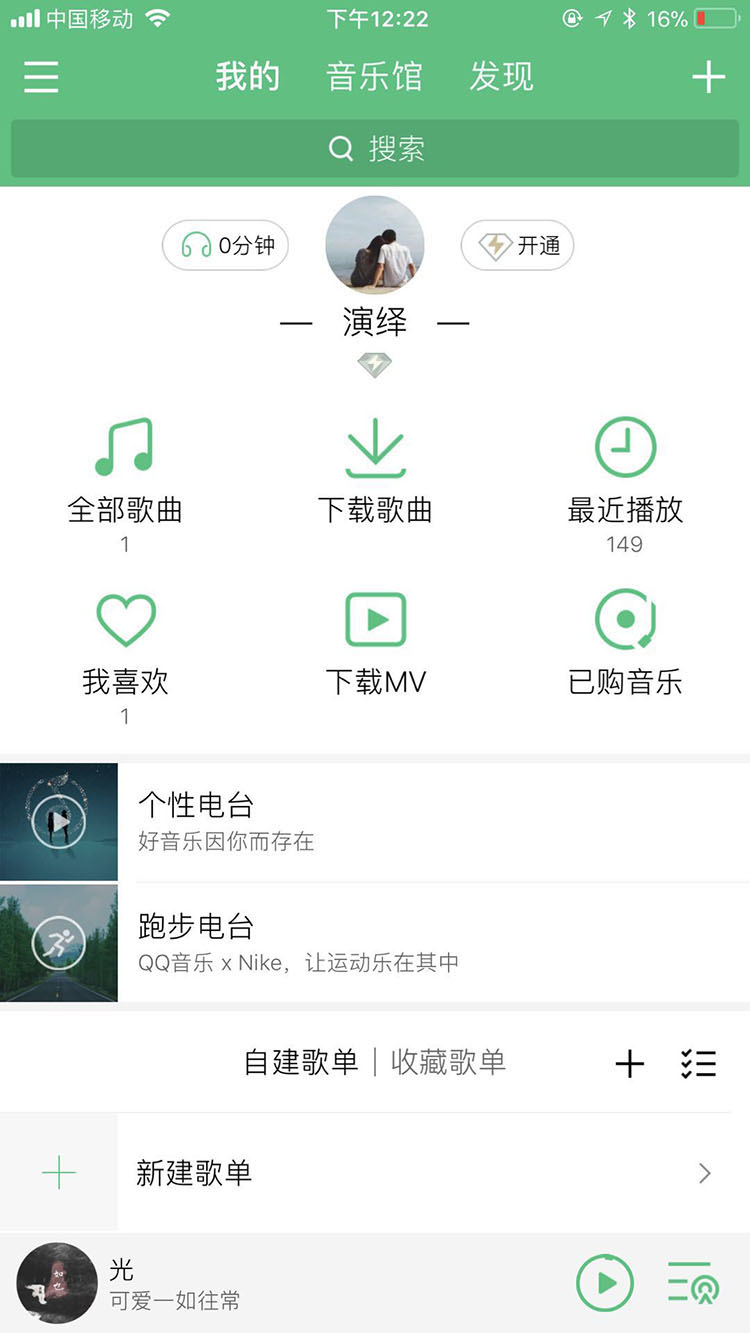 中国移动 下午12:22 16%
我的 音乐馆 发现
搜索
0分钟 开通
演绎
全部歌曲 下载歌曲 最近播放
1 149
我喜欢 下载MV 已购音乐
1
个性电台
好音乐因你而存在
跑步电台
QQ音乐 x Nike，让运动乐在其中
自建歌单 | 收藏歌单
新建歌单
光
可爱一如往常